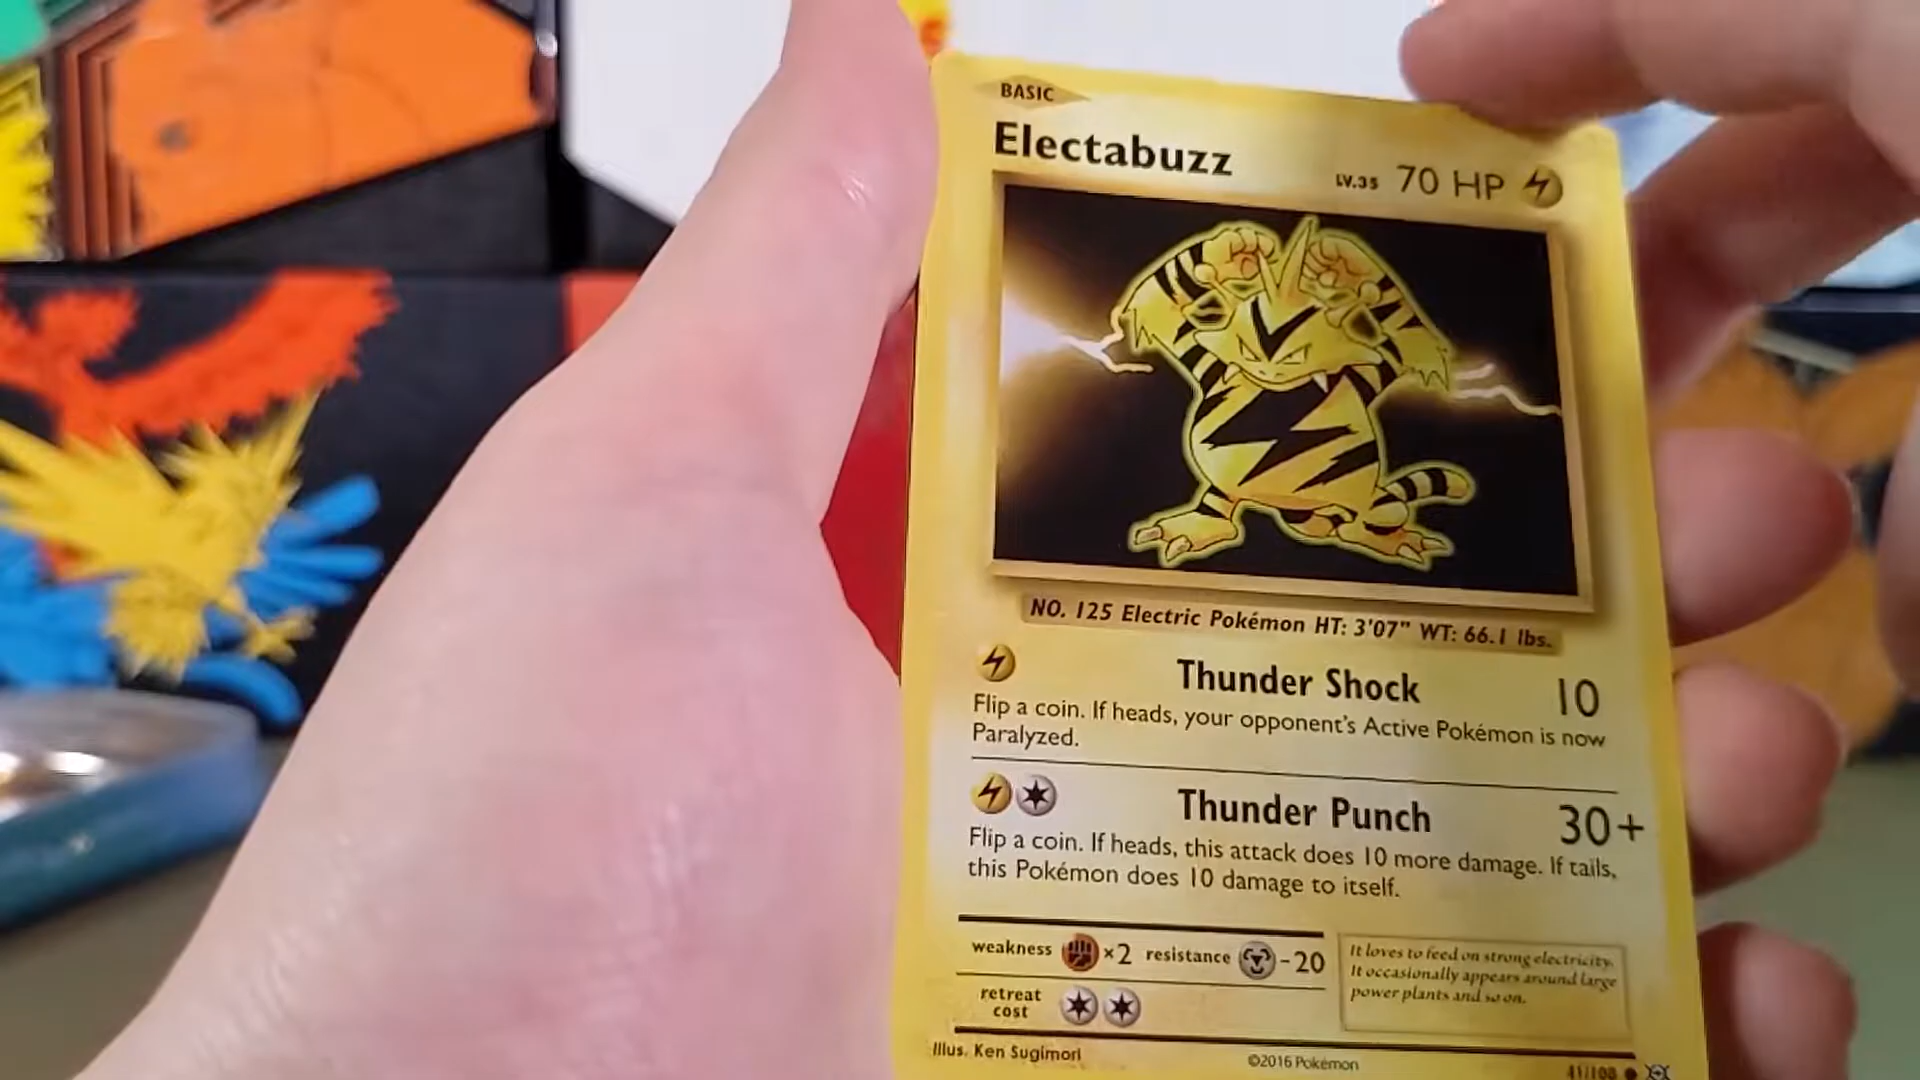 BASIC
Electabuzz
LV.35 70 HP
NO. 125 Electric Pokémon HT: 3'07" WT: 66.1 lbs.
Thunder Shock 10
Flip a coin. If heads, your opponent's Active Pokémon is now
Paralyzed.
Thunder Punch 30+
Flip a coin. If heads, this attack does 10 more damage. If tails,
this Pokémon does 10 damage to itself.
weakness ×2 resistance -20
It loves to feed on strong electricity.
It occasionally appears around large
power plants and so on.
retreat
cost
Illus. Ken Sugimori
©2016 Pokémon
41/108